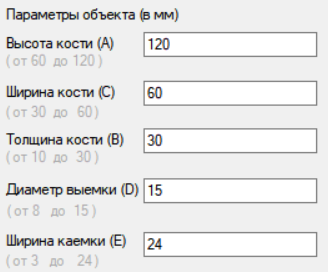 Параметры объекта (в мм)
Высота кости (A) 120
(от 60 до 120)
Ширина кости (C) 60
(от 30 до 60)
Толщина кости (B) 30
(от 10 до 30)
Диаметр выемки (D) 15
(от 8 до 15)
Ширина каемки (E) 24
(от 3 до 24)